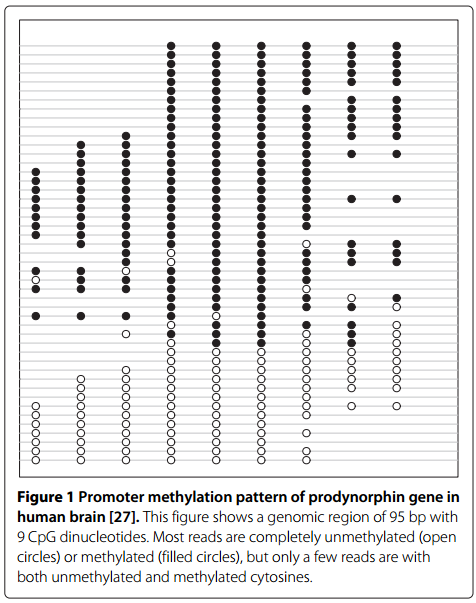 Figure 1 Promoter methylation pattern of prodynorphin gene in
human brain [27]. This figure shows a genomic region of 95 bp with
9 CpG dinucleotides. Most reads are completely unmethylated (open
circles) or methylated (filled circles), but only a few reads are with
both unmethylated and methylated cytosines.